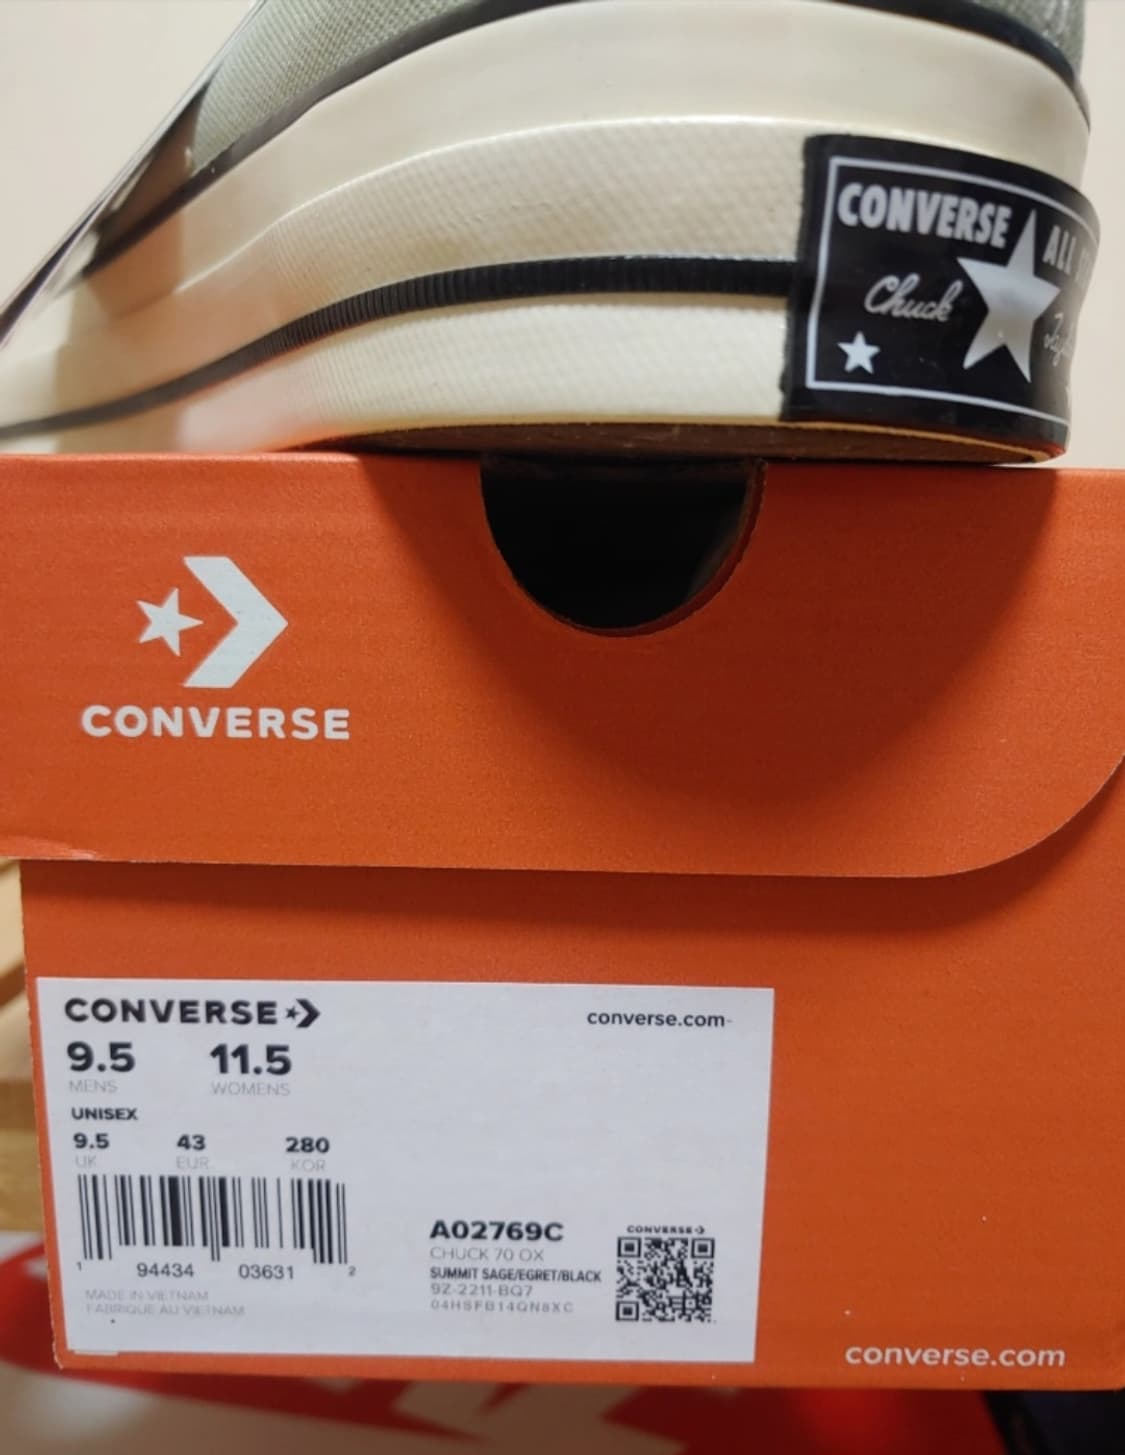 CONVERSE ALL
Chuck
CONVERSE
CONVERSE
converse.com
9.5 11.5
MENS WOMENS
UNISEX
9.5 43 280
UK EUR KOR
1 94434 03631 2
MADE IN VIETNAM
FABRIQUE AU VIETNAM
A02769C
CHUCK 70 OX
SUMMIT SAGE/EGRET/BLACK
9Z-2211-BQ7
04HSFB14QN8XC
CONVERSE
converse.com